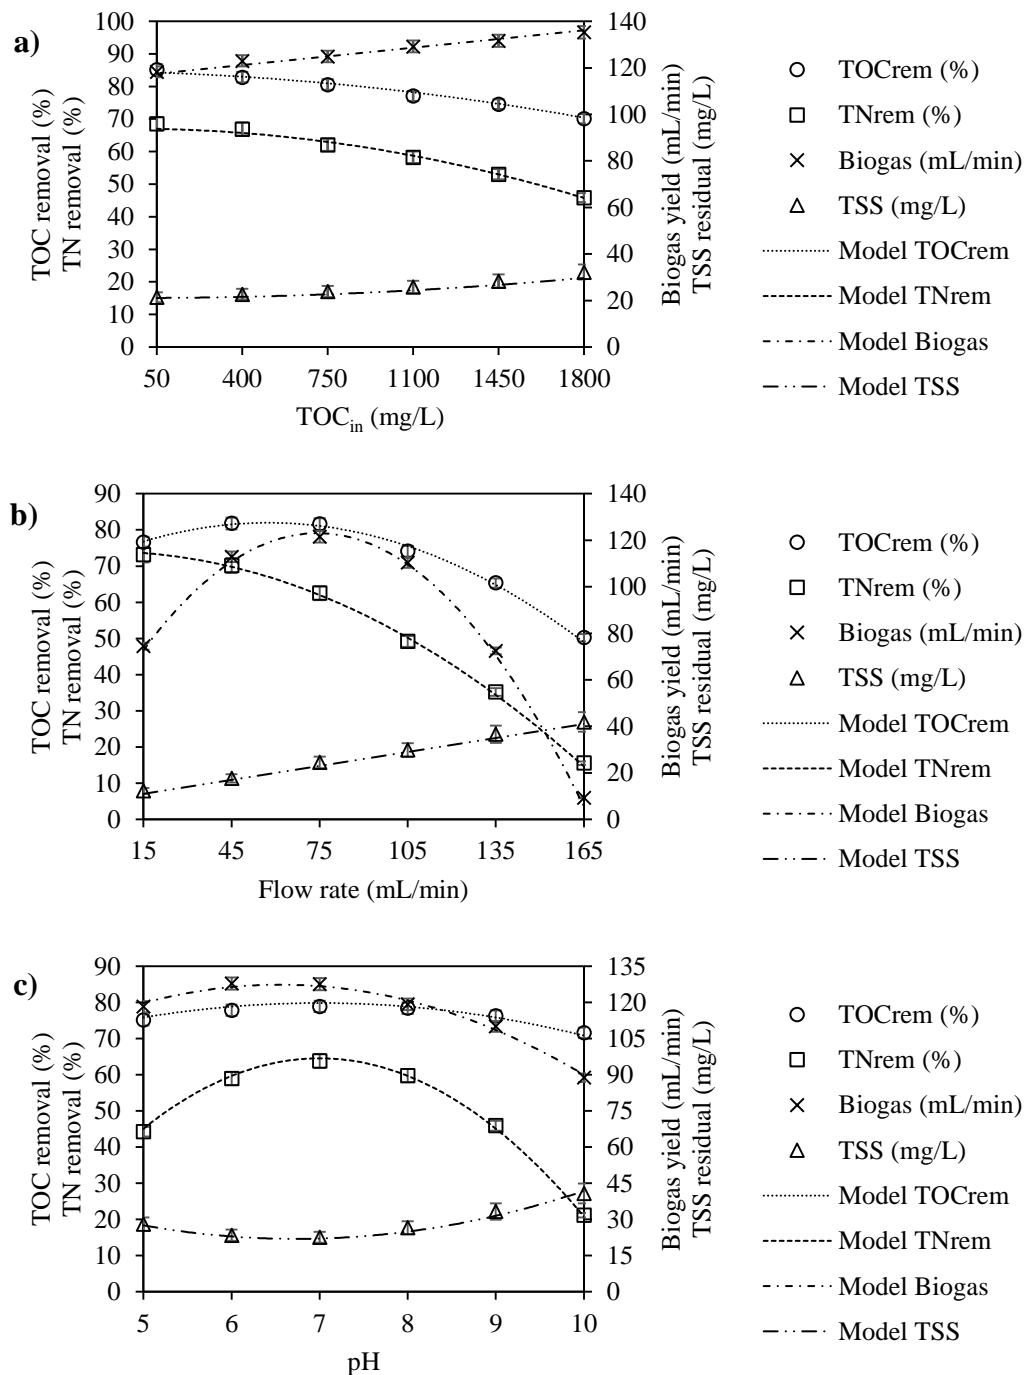 a)
TOC removal (%)
TN removal (%)
100
90
80
70
60
50
40
30
20
10
0
140
120
100
80
60
40
20
0
Biogas yield (mL/min)
TSS residual (mg/L)
50 400 750 1100 1450 1800
TOCin (mg/L)
TOCrem (%)
TNrem (%)
Biogas (mL/min)
TSS (mg/L)
Model TOCrem
Model TNrem
Model Biogas
Model TSS
b)
TOC removal (%)
TN removal (%)
90
80
70
60
50
40
30
20
10
0
140
120
100
80
60
40
20
0
Biogas yield (mL/min)
TSS residual (mg/L)
15 45 75 105 135 165
Flow rate (mL/min)
TOCrem (%)
TNrem (%)
Biogas (mL/min)
TSS (mg/L)
Model TOCrem
Model TNrem
Model Biogas
Model TSS
c)
TOC removal (%)
TN removal (%)
90
80
70
60
50
40
30
20
10
0
135
120
105
90
75
60
45
30
15
0
Biogas yield (mL/min)
TSS residual (mg/L)
5 6 7 8 9 10
pH
TOCrem (%)
TNrem (%)
Biogas (mL/min)
TSS (mg/L)
Model TOCrem
Model TNrem
Model Biogas
Model TSS